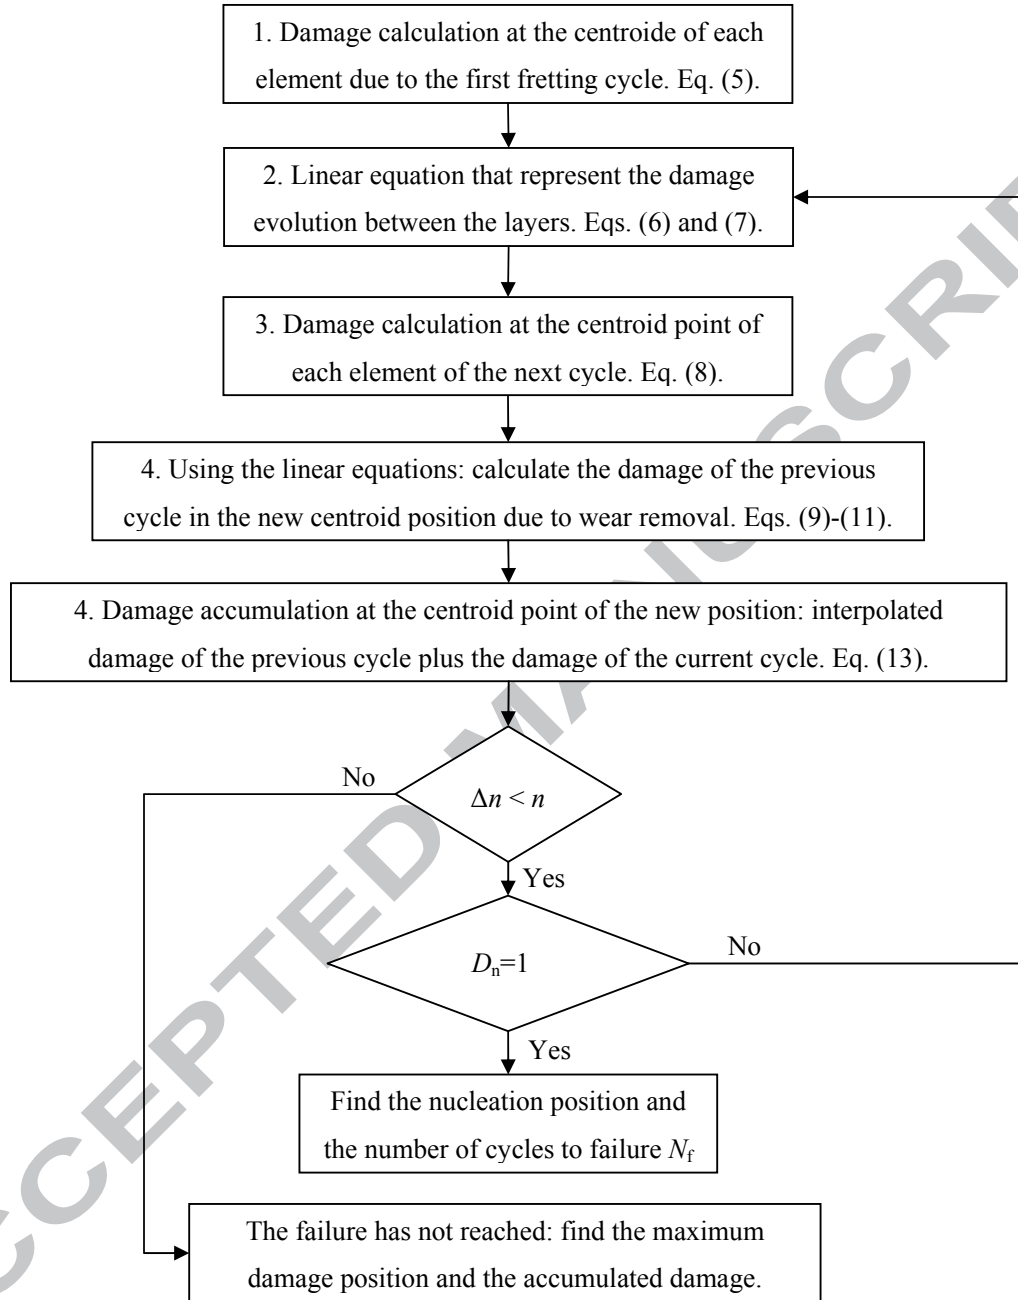 1. Damage calculation at the centroide of each
element due to the first fretting cycle. Eq. (5).
2. Linear equation that represent the damage
evolution between the layers. Eqs. (6) and (7).
3. Damage calculation at the centroid point of
each element of the next cycle. Eq. (8).
4. Using the linear equations: calculate the damage of the previous
cycle in the new centroid position due to wear removal. Eqs. (9)-(11).
4. Damage accumulation at the centroid point of the new position: interpolated
damage of the previous cycle plus the damage of the current cycle. Eq. (13).
No
Δn < n
Yes
Dn=1
No
Yes
Find the nucleation position and
the number of cycles to failure Nf
The failure has not reached: find the maximum
damage position and the accumulated damage.
CCEPTED MANUSCRIP